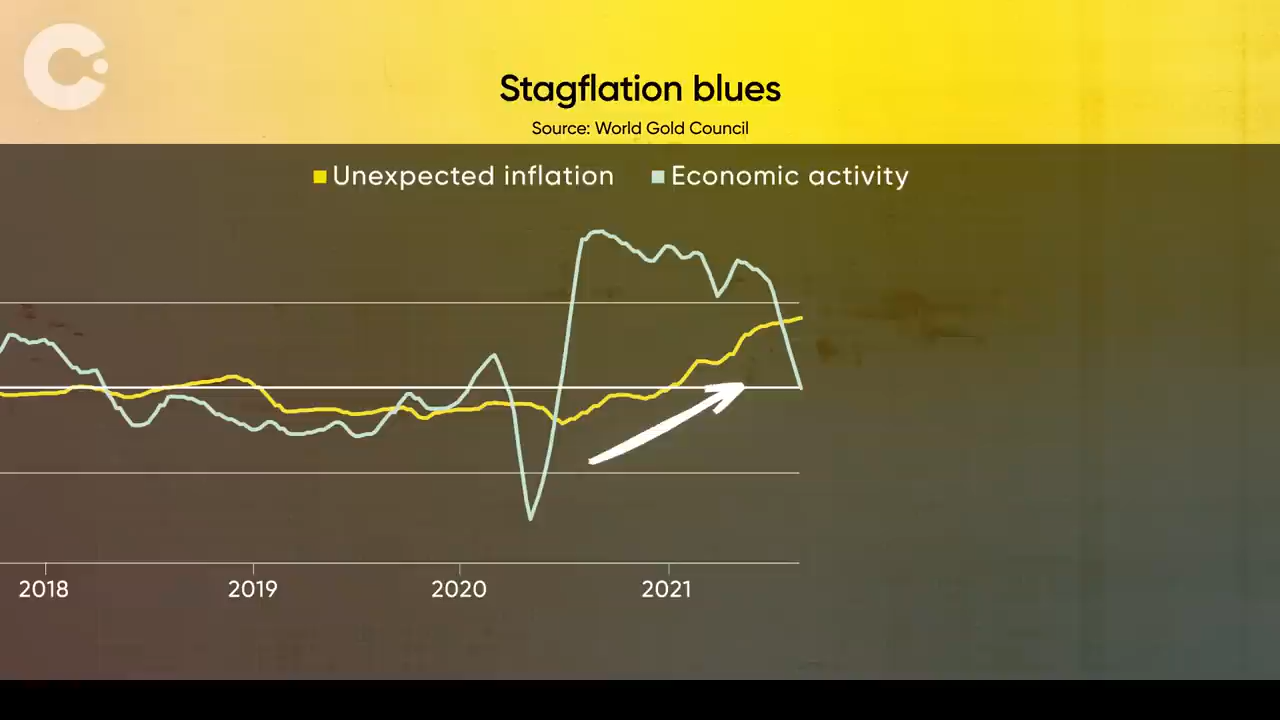 Stagflation blues
Source: World Gold Council
Unexpected inflation Economic activity
2018 2019 2020 2021